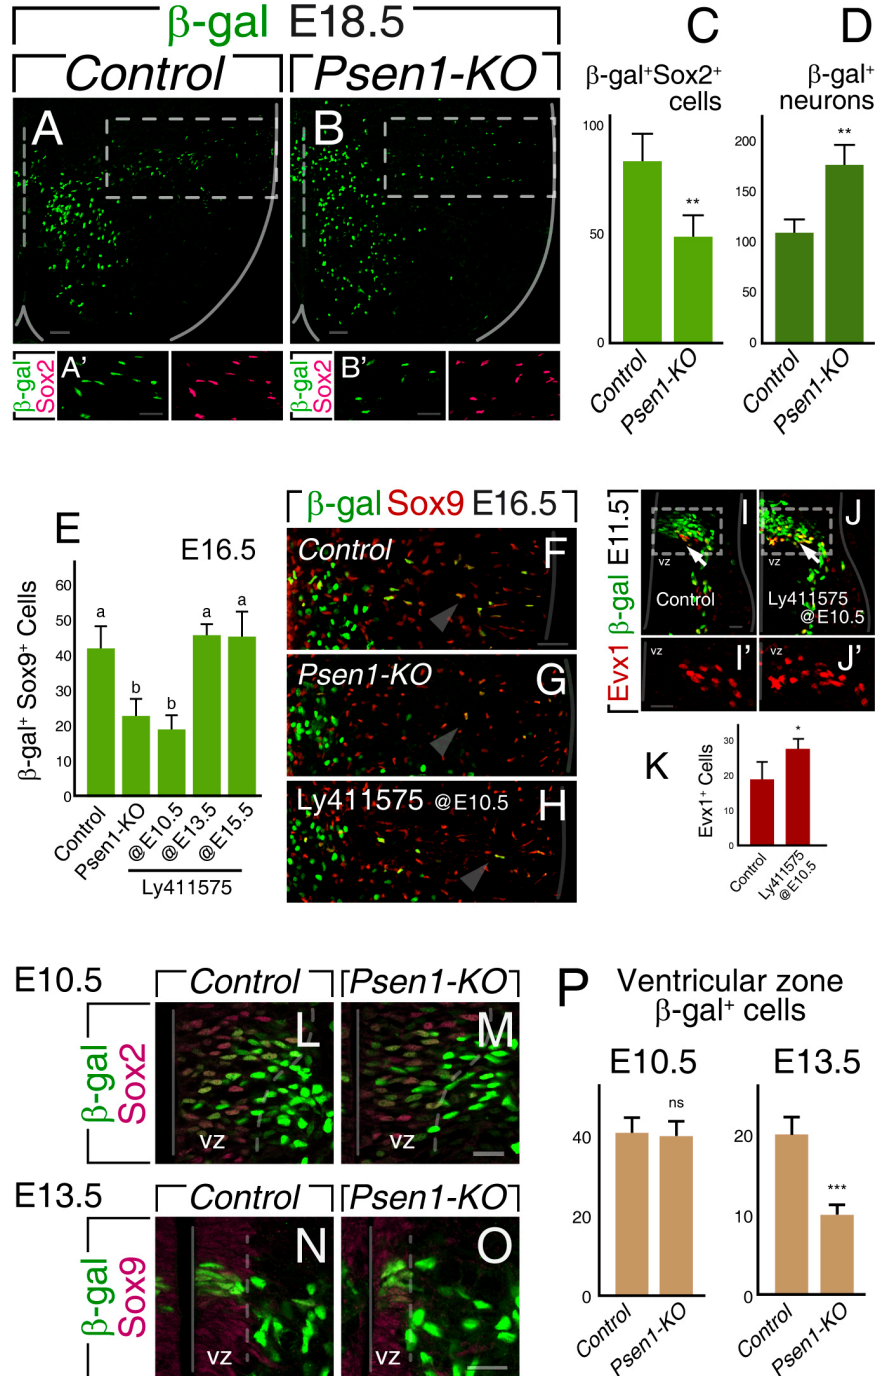 β-gal E18.5
Control
Psen1-KO
A
B
β-gal
Sox2
A'
β-gal
Sox2
B'
C
β-gal⁺Sox2⁺
cells
100
50
0
**
Control
Psen1-KO
D
β-gal⁺
neurons
200
150
100
50
0
**
Control
Psen1-KO
E
E16.5
β-gal⁺ Sox9⁺ Cells
60
50
40
30
20
10
0
a
b
b
a
a
Control
Psen1-KO
@E10.5
@E13.5
@E15.5
Ly411575
β-gal Sox9 E16.5
Control
F
Psen1-KO
G
Ly411575 @E10.5
H
Evx1 β-gal E11.5
I
vz
Control
J
vz
Ly411575
@E10.5
vz
I'
vz
J'
K
Evx1⁺ Cells
30
20
10
0
*
Control
Ly411575
@E10.5
E10.5
Control
Psen1-KO
β-gal
Sox2
L
vz
M
vz
E13.5
Control
Psen1-KO
β-gal
Sox9
N
vz
O
vz
P
Ventricular zone
β-gal⁺ cells
E10.5
40
20
0
ns
Control
Psen1-KO
E13.5
20
10
0
***
Control
Psen1-KO